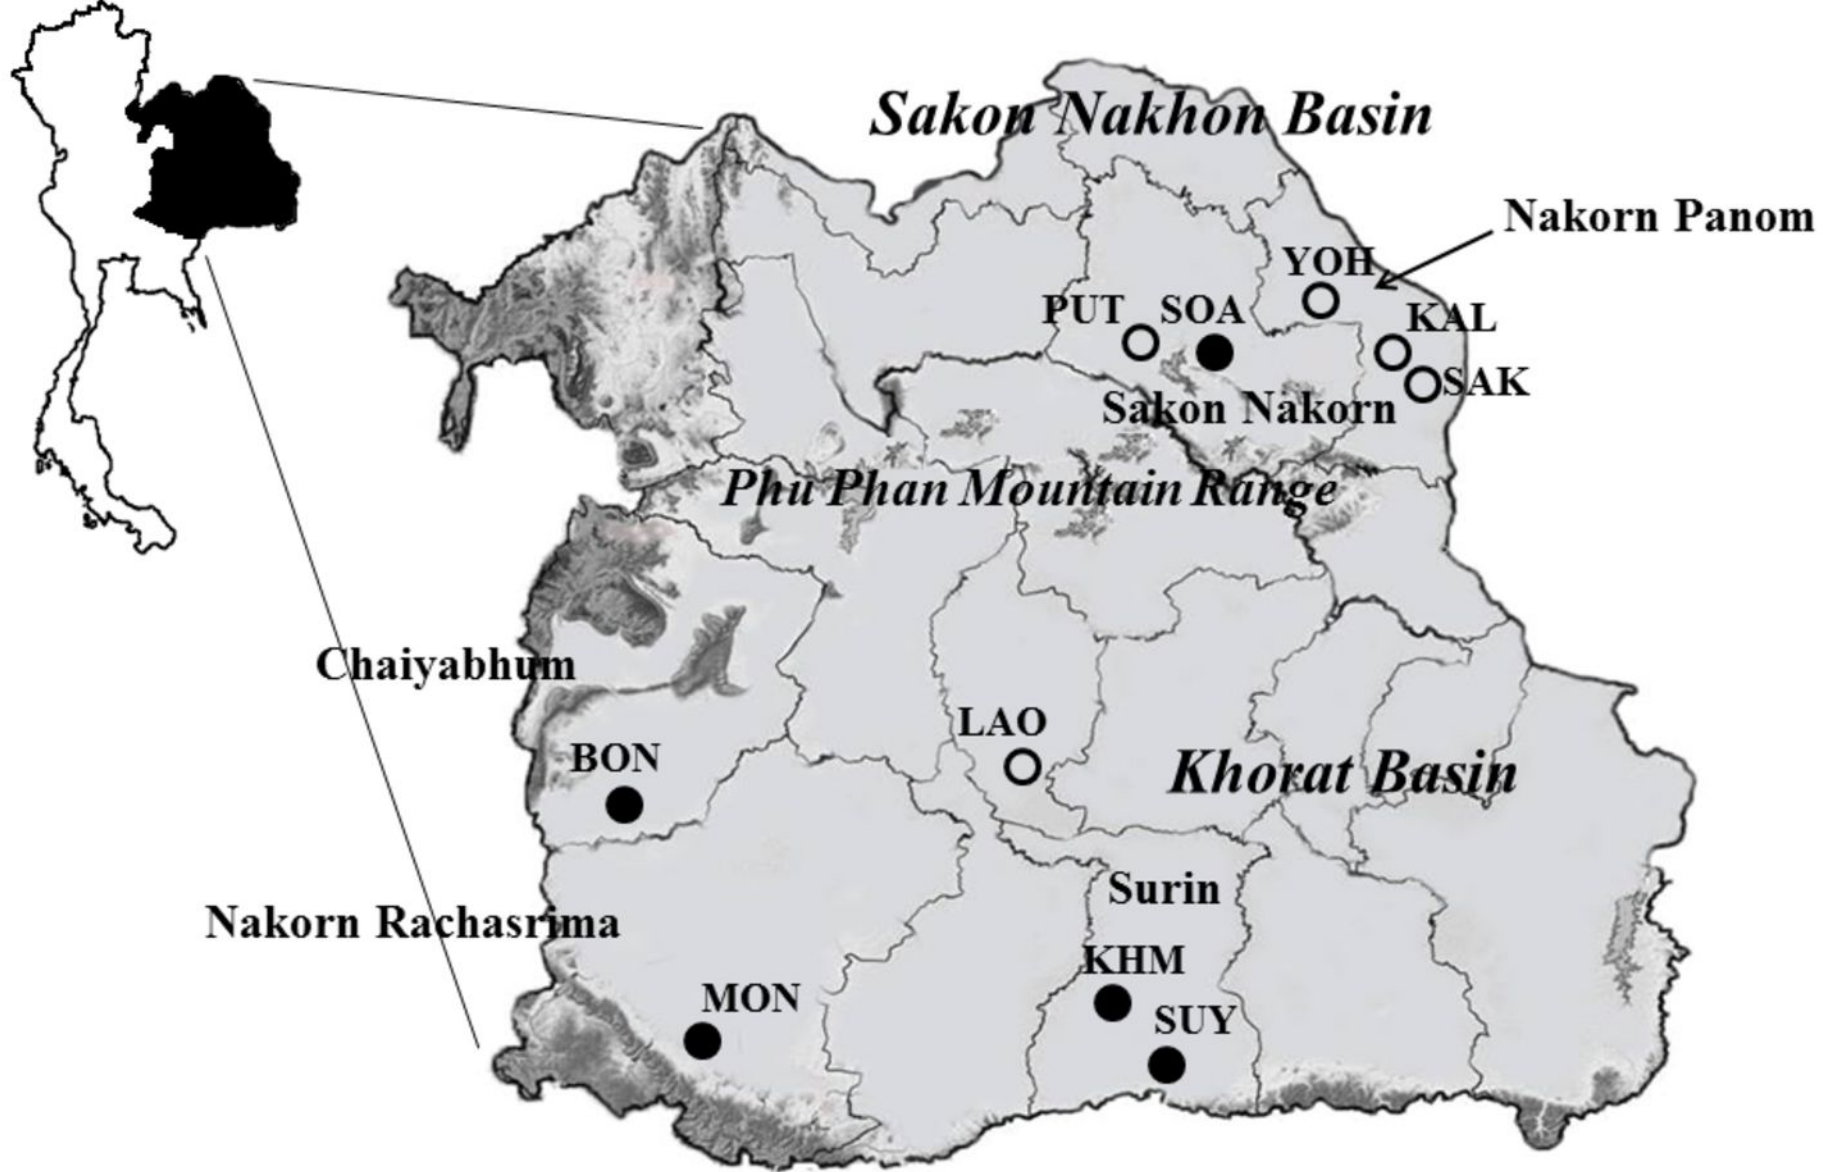 Sakon Nakhon Basin
Nakorn Panom
YOH
PUT
SOA
KAL
SAK
Sakon Nakorn
Phu Phan Mountain Range
Chaiyabhum
LAO
BON
Khorat Basin
Surin
Nakorn Rachasrima
KHM
MON
SUY